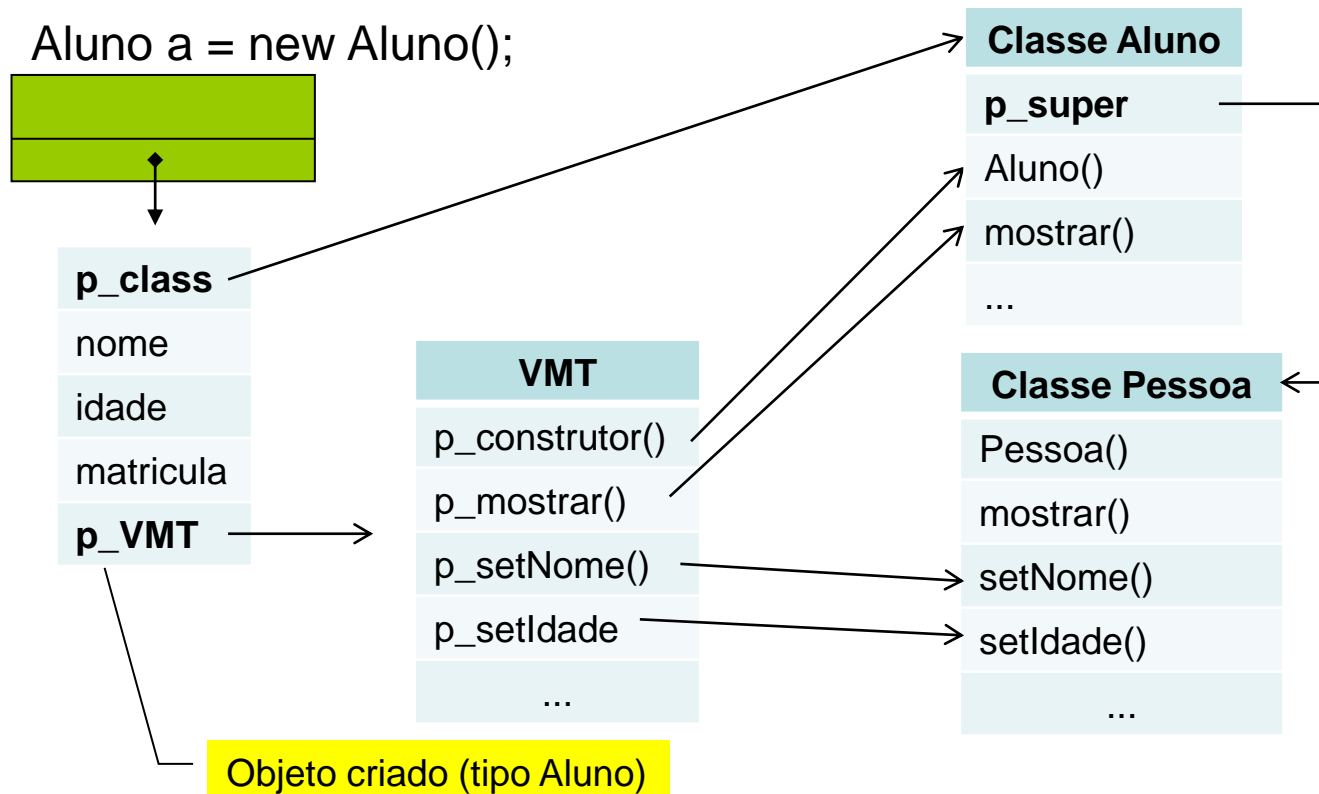 Aluno a = new Aluno();
p_class
nome
idade
matricula
p_VMT
VMT
p_construtor()
p_mostrar()
p_setNome()
p_setIdade
...
Classe Aluno
p_super
Aluno()
mostrar()
...
Classe Pessoa
Pessoa()
mostrar()
setNome()
setIdade()
...
Objeto criado (tipo Aluno)